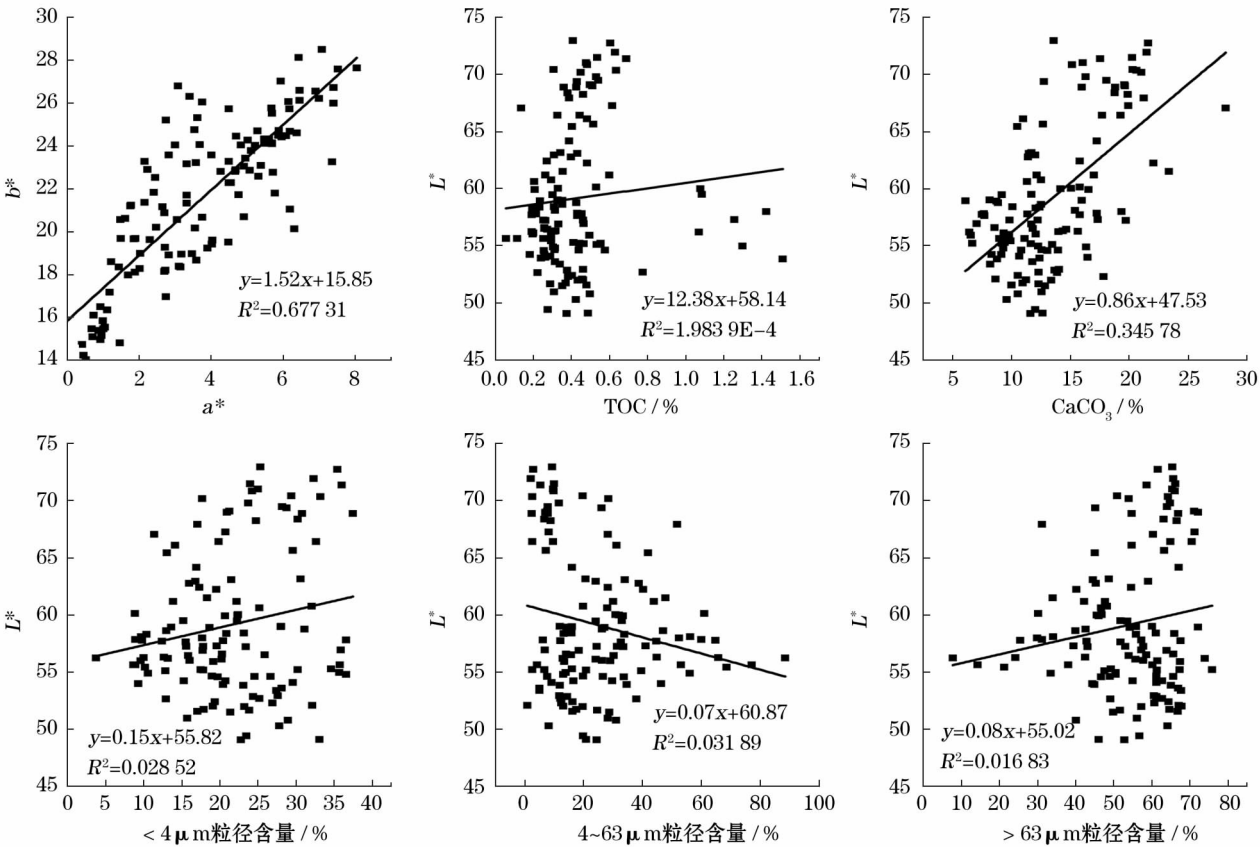 30
28
26
24
22
20
18
16
14
b*
0 2 4 6 8
a*
y=1.52x+15.85
R²=0.677 31
75
70
65
60
55
50
45
L*
0.0 0.2 0.4 0.6 0.8 1.0 1.2 1.4 1.6
TOC / %
y=12.38x+58.14
R²=1.983 9E−4
75
70
65
60
55
50
45
L*
5 10 15 20 25 30
CaCO₃ / %
y=0.86x+47.53
R²=0.345 78
75
70
65
60
55
50
45
L*
0 5 10 15 20 25 30 35 40
< 4 μm粒径含量 / %
y=0.15x+55.82
R²=0.028 52
75
70
65
60
55
50
45
L*
0 20 40 60 80 100
4~63 μm粒径含量 / %
y=0.07x+60.87
R²=0.031 89
75
70
65
60
55
50
45
L*
0 10 20 30 40 50 60 70 80
> 63 μm粒径含量 / %
y=0.08x+55.02
R²=0.016 83